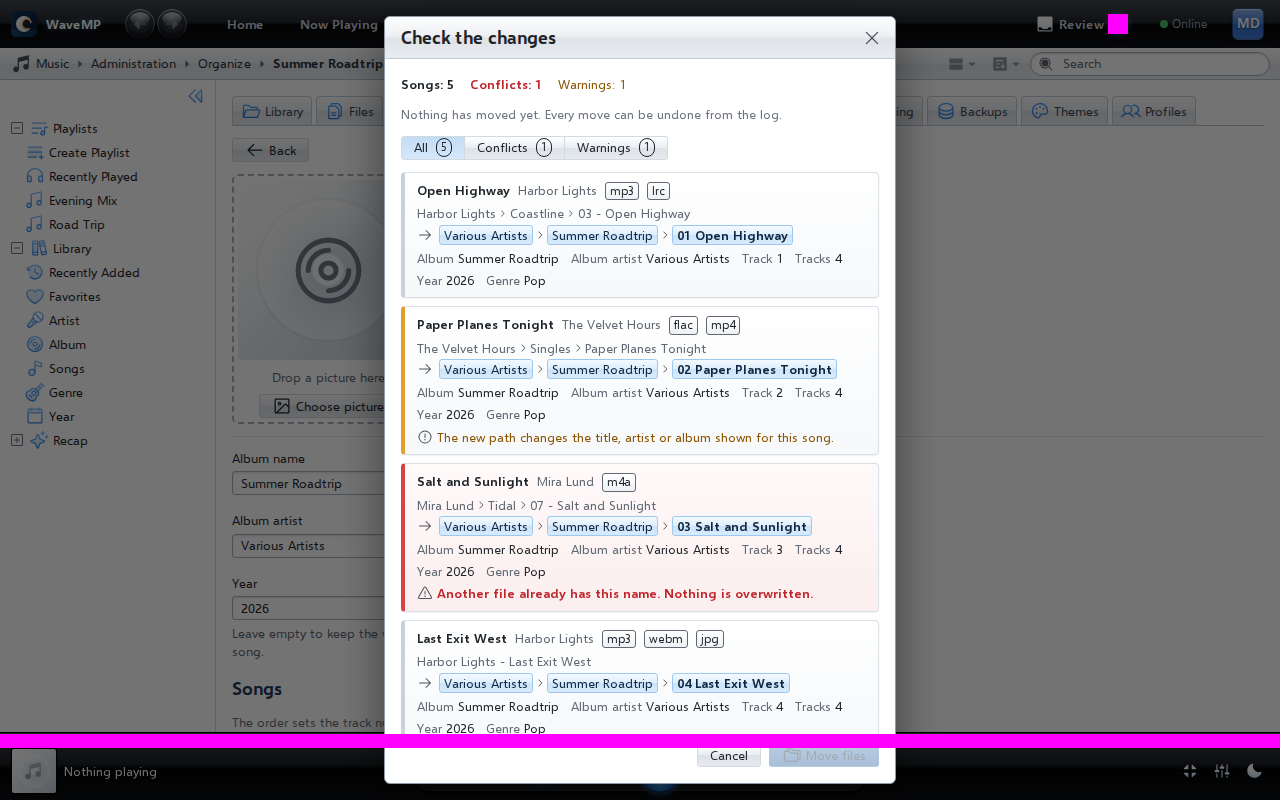 WaveMP
Home
Now Playing
Review
Online
MD
Music > Administration > Organize > Summer Roadtrip
Search
Library
Files
Backups
Themes
Profiles
Playlists
Create Playlist
Recently Played
Evening Mix
Road Trip
Library
Recently Added
Favorites
Artist
Album
Songs
Genre
Year
Recap
Back
Drop a picture here
Choose picture
Album name
Summer Roadtrip
Album artist
Various Artists
Year
2026
Leave empty to keep the
song.
Songs
The order sets the track
Check the changes
Songs: 5 Conflicts: 1 Warnings: 1
Nothing has moved yet. Every move can be undone from the log.
All 5 Conflicts 1 Warnings 1
Open Highway Harbor Lights mp3 lrc
Harbor Lights > Coastline > 03 - Open Highway
→ Various Artists > Summer Roadtrip > 01 Open Highway
Album Summer Roadtrip Album artist Various Artists Track 1 Tracks 4
Year 2026 Genre Pop
Paper Planes Tonight The Velvet Hours flac mp4
The Velvet Hours > Singles > Paper Planes Tonight
→ Various Artists > Summer Roadtrip > 02 Paper Planes Tonight
Album Summer Roadtrip Album artist Various Artists Track 2 Tracks 4
Year 2026 Genre Pop
The new path changes the title, artist or album shown for this song.
Salt and Sunlight Mira Lund m4a
Mira Lund > Tidal > 07 - Salt and Sunlight
→ Various Artists > Summer Roadtrip > 03 Salt and Sunlight
Album Summer Roadtrip Album artist Various Artists Track 3 Tracks 4
Year 2026 Genre Pop
Another file already has this name. Nothing is overwritten.
Last Exit West Harbor Lights mp3 webm jpg
Harbor Lights - Last Exit West
→ Various Artists > Summer Roadtrip > 04 Last Exit West
Album Summer Roadtrip Album artist Various Artists Track 4 Tracks 4
Year 2026 Genre Pop
Cancel
Move files
Nothing playing